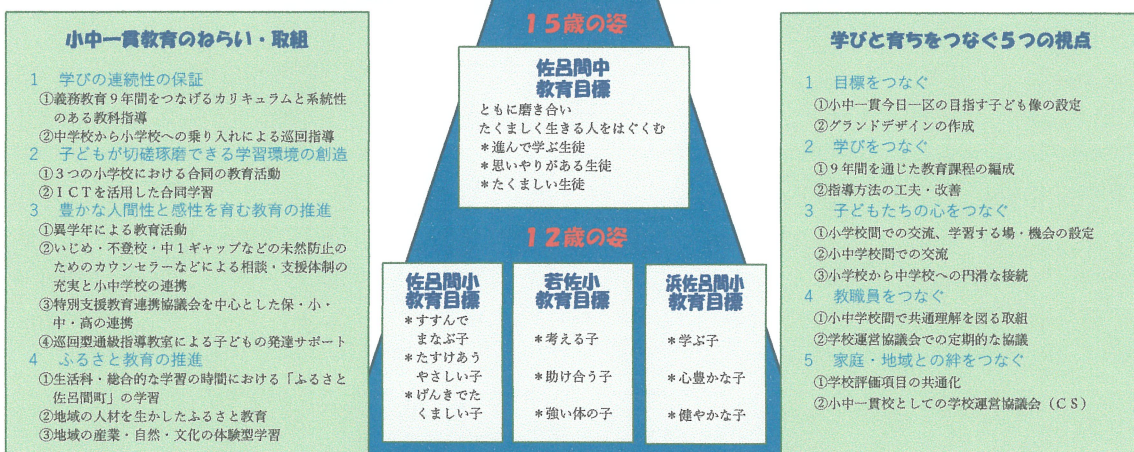 小中一貫教育のねらい・取組
1 学びの連続性の保証
①義務教育9年間をつなげるカリキュラムと系統性
のある教科指導
②中学校から小学校への乗り入れによる巡回指導
2 子どもが切磋琢磨できる学習環境の創造
①3つの小学校における合同の教育活動
②ICTを活用した合同学習
3 豊かな人間性と感性を育む教育の推進
①異学年による教育活動
②いじめ・不登校・中1ギャップなどの未然防止の
ためのカウンセラーなどによる相談・支援体制の
充実と小中学校の連携
③特別支援教育連携協議会を中心とした保・小・
中・高の連携
④巡回型通級指導教室による子どもの発達サポート
4 ふるさと教育の推進
①生活科・総合的な学習の時間における「ふるさと
佐呂間町」の学習
②地域の人材を生かしたふるさと教育
③地域の産業・自然・文化の体験型学習
15歳の姿
佐呂間中
教育目標
ともに磨き合い
たくましく生きる人をはぐくむ
*進んで学ぶ生徒
*思いやりがある生徒
*たくましい生徒
12歳の姿
佐呂間小
教育目標
*すすんで
まなぶ子
*たすけあう
やさしい子
*げんきでた
くましい子
若佐小
教育目標
*考える子
*助け合う子
*強い体の子
浜佐呂間小
教育目標
*学ぶ子
*心豊かな子
*健やかな子
学びと育ちをつなぐ5つの視点
1 目標をつなぐ
①小中一貫今日一区の目指す子ども像の設定
②グランドデザインの作成
2 学びをつなぐ
①9年間を通じた教育課程の編成
②指導方法の工夫・改善
3 子どもたちの心をつなぐ
①小学校間での交流、学習する場・機会の設定
②小中学校間での交流
③小学校から中学校への円滑な接続
4 教職員をつなぐ
①小中学校間で共通理解を図る取組
②学校運営協議会での定期的な協議
5 家庭・地域との絆をつなぐ
①学校評価項目の共通化
②小中一貫校としての学校運営協議会（CS）